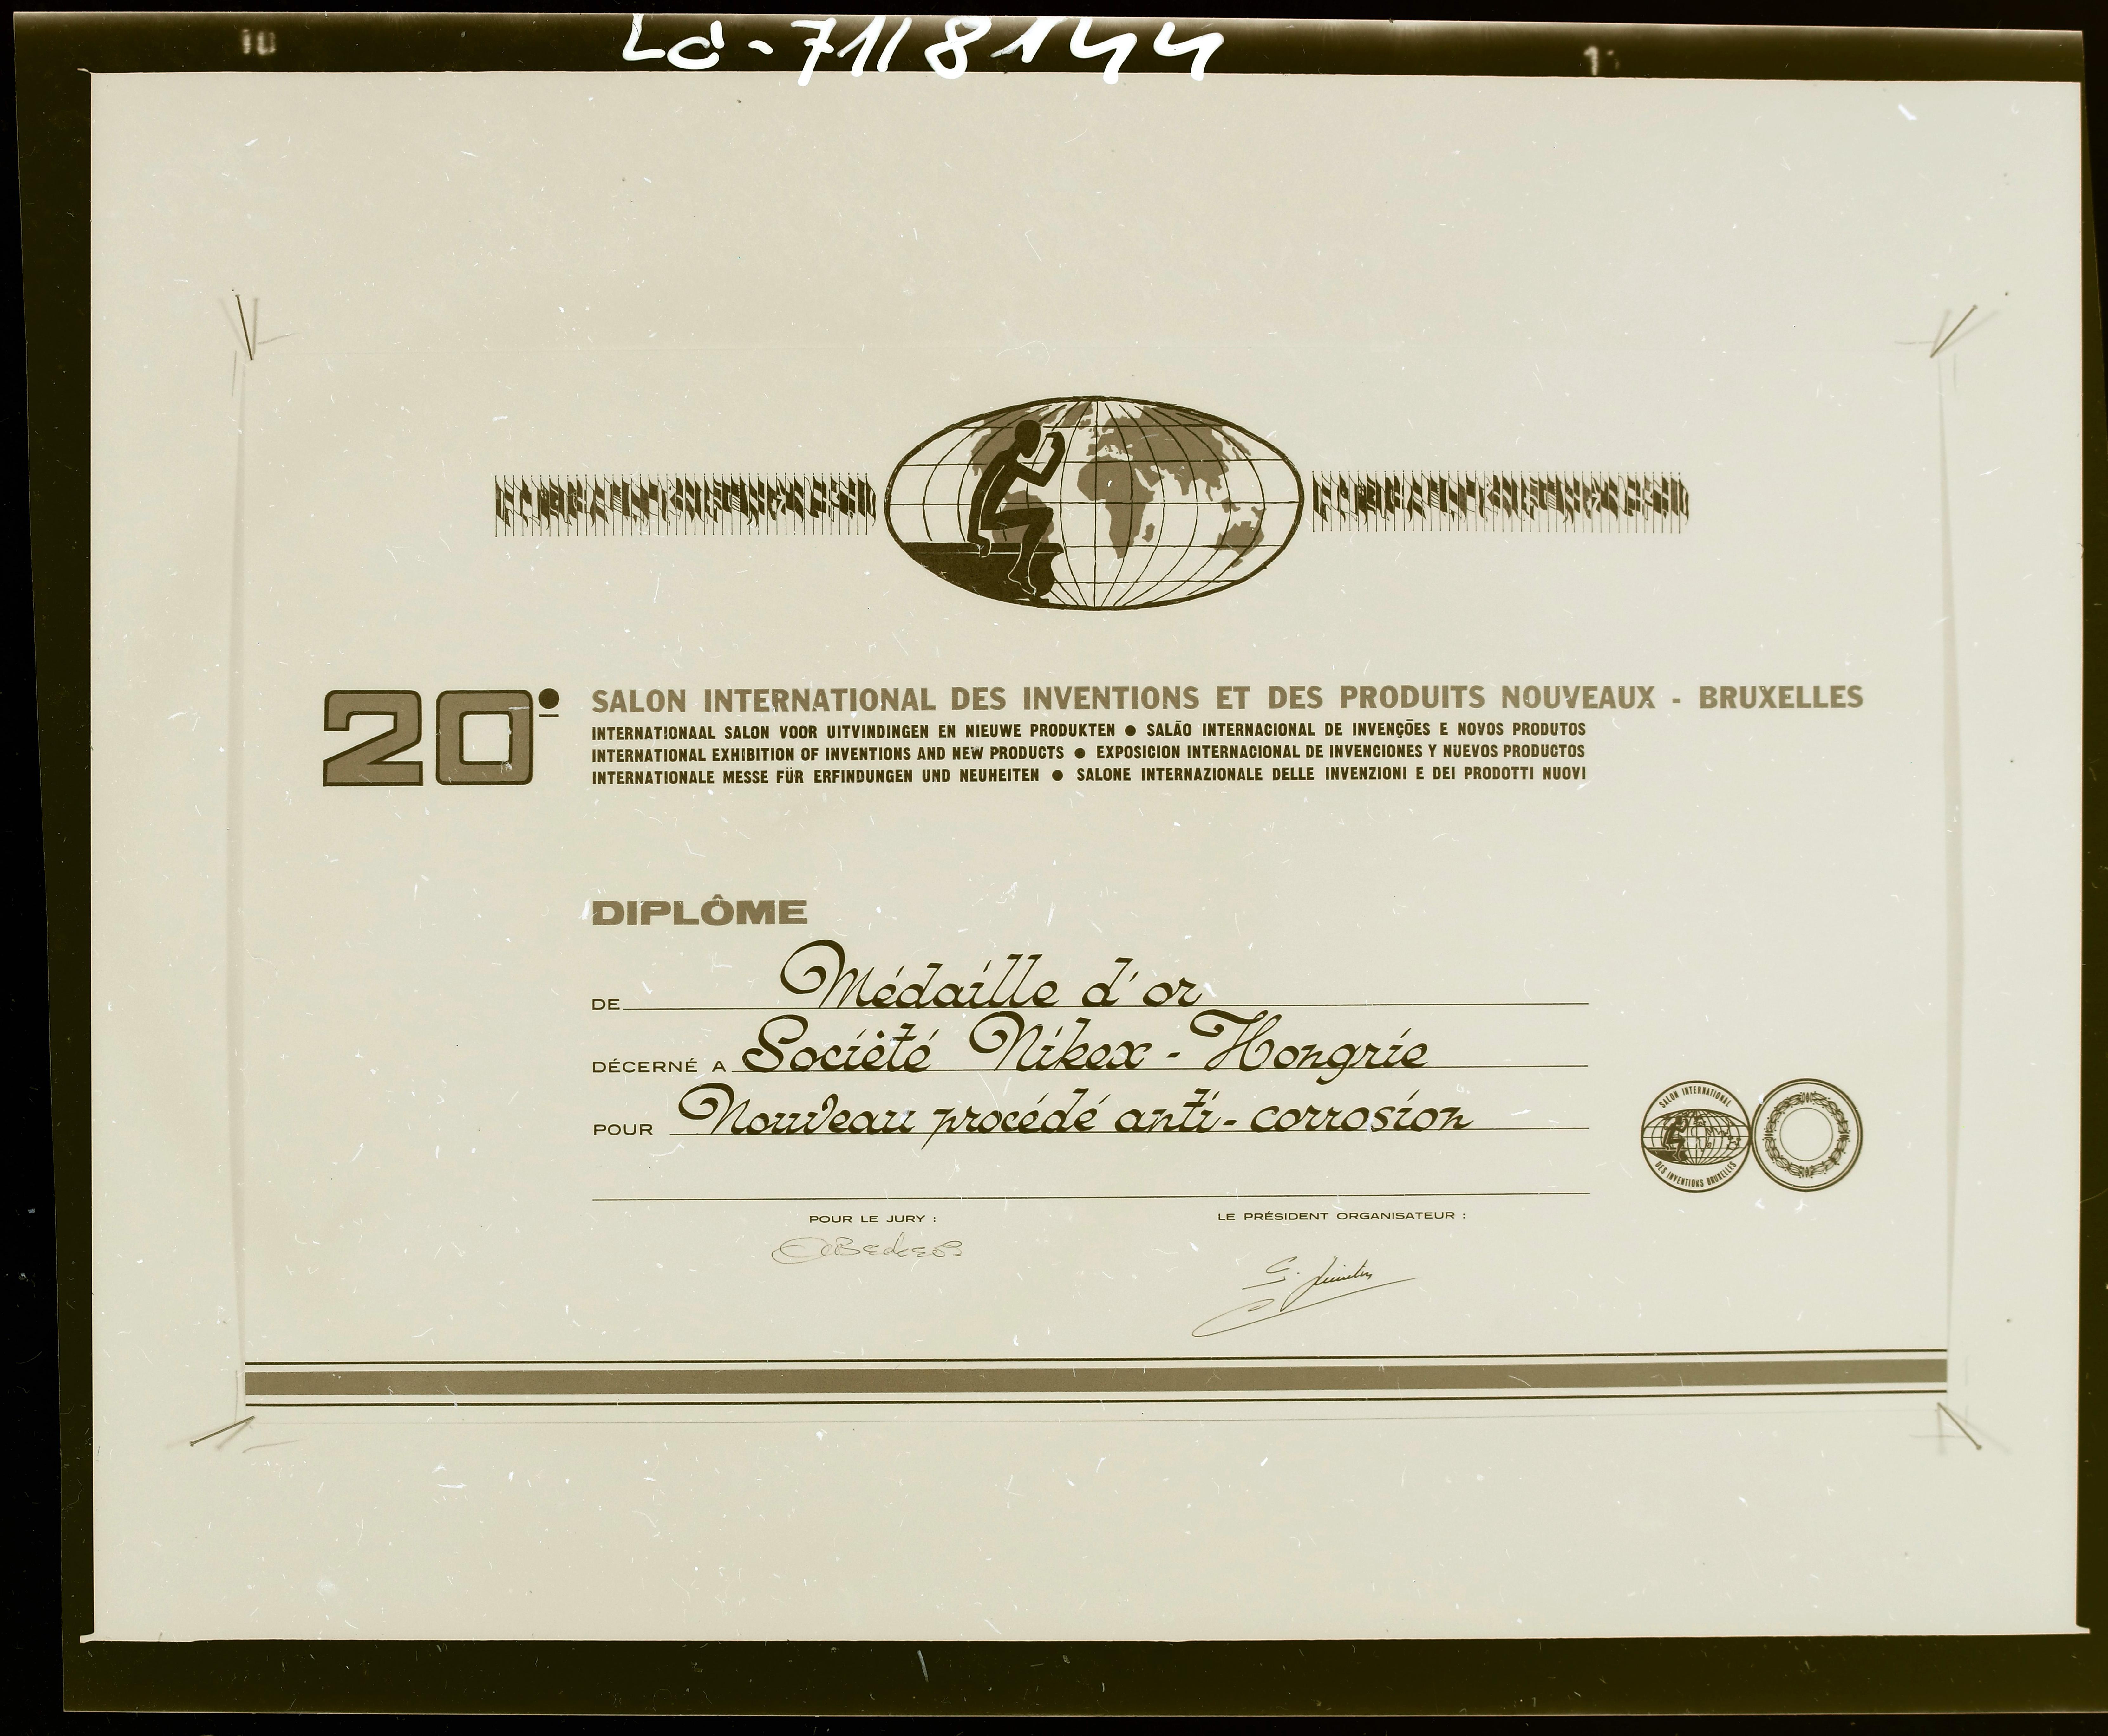 Ld-71/8144
20e SALON INTERNATIONAL DES INVENTIONS ET DES PRODUITS NOUVEAUX - BRUXELLES
INTERNATIONAAL SALON VOOR UITVINDINGEN EN NIEUWE PRODUKTEN ● SALÃO INTERNACIONAL DE INVENÇÕES E NOVOS PRODUTOS
INTERNATIONAL EXHIBITION OF INVENTIONS AND NEW PRODUCTS ● EXPOSICION INTERNACIONAL DE INVENCIONES Y NUEVOS PRODUCTOS
INTERNATIONALE MESSE FÜR ERFINDUNGEN UND NEUHEITEN ● SALONE INTERNAZIONALE DELLE INVENZIONI E DEI PRODOTTI NUOVI
DIPLÔME
DE Médaille d'or
DÉCERNÉ A Société Nikex - Hongrie
POUR Nouveau procédé anti-corrosion
SALON INTERNATIONAL
DES INVENTIONS BRUXELLES
POUR LE JURY :
LE PRÉSIDENT ORGANISATEUR :